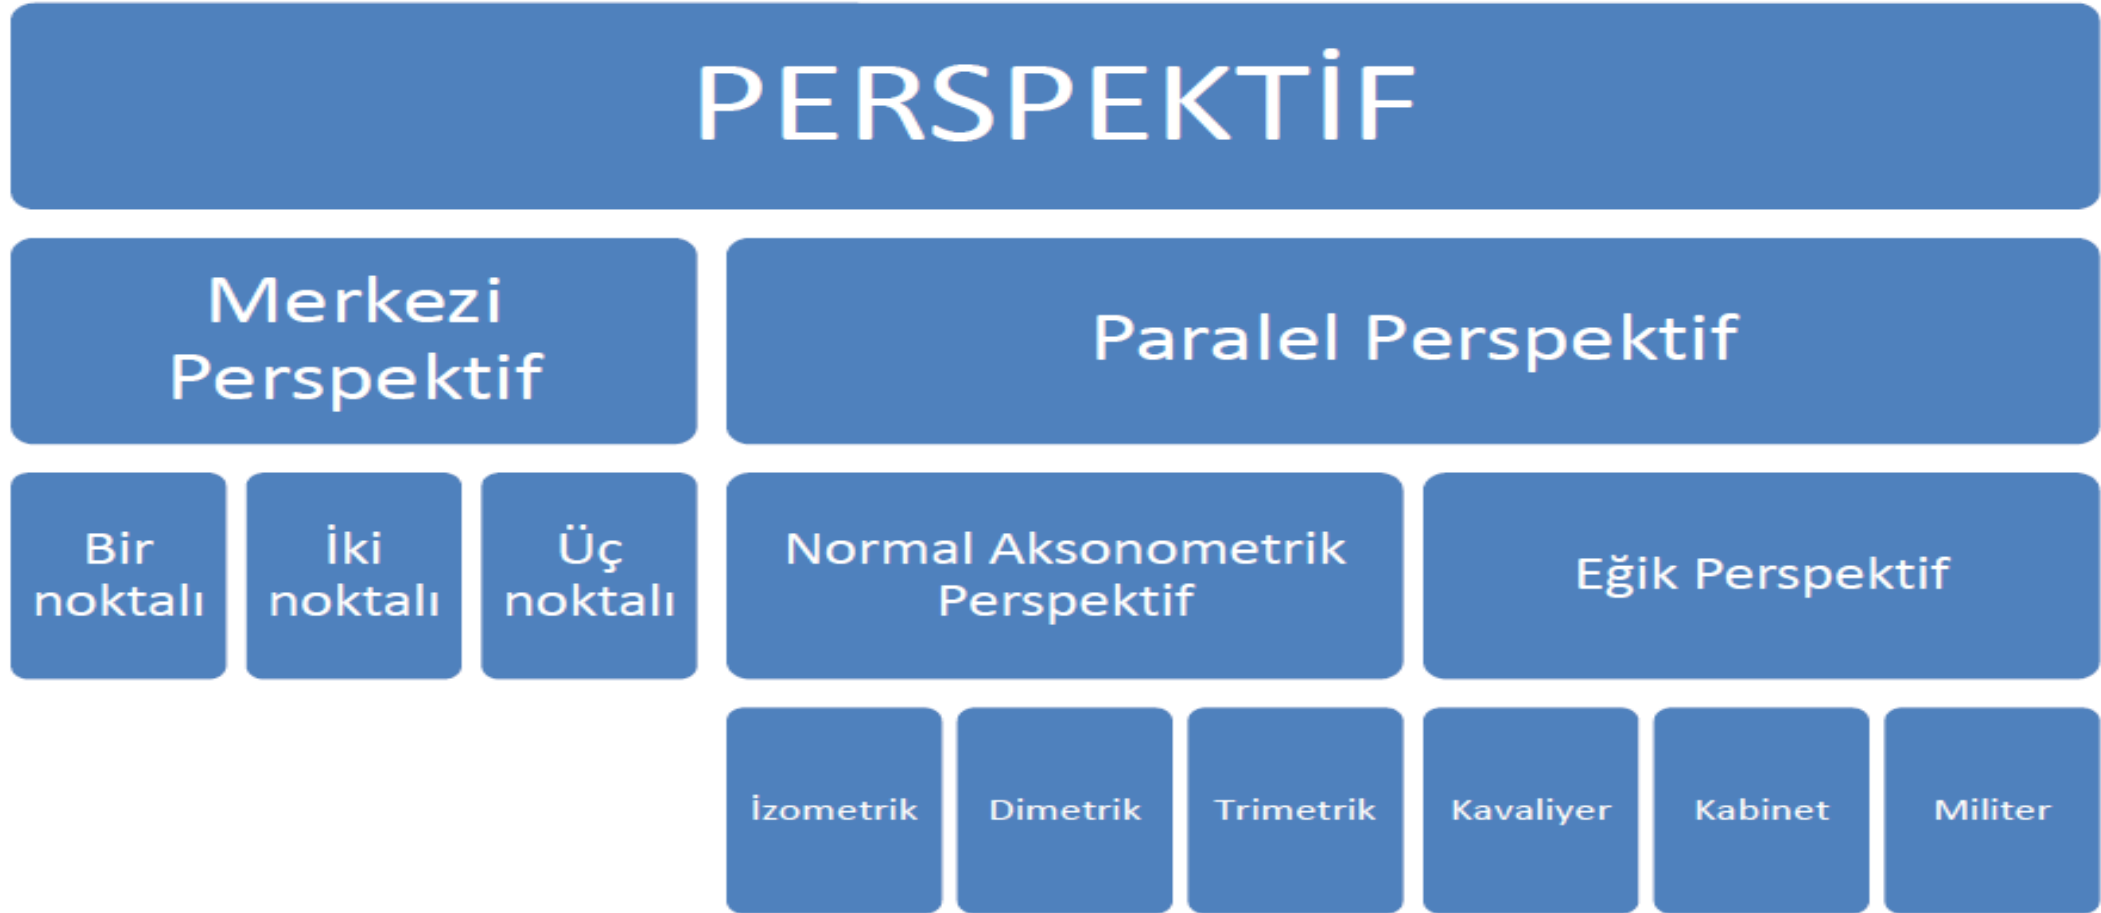 PERSPEKTİF
Merkezi
Perspektif
Paralel Perspektif
Bir
noktalı
İki
noktalı
Üç
noktalı
Normal Aksonometrik
Perspektif
Eğik Perspektif
İzometrik
Dimetrik
Trimetrik
Kavaliyer
Kabinet
Militer